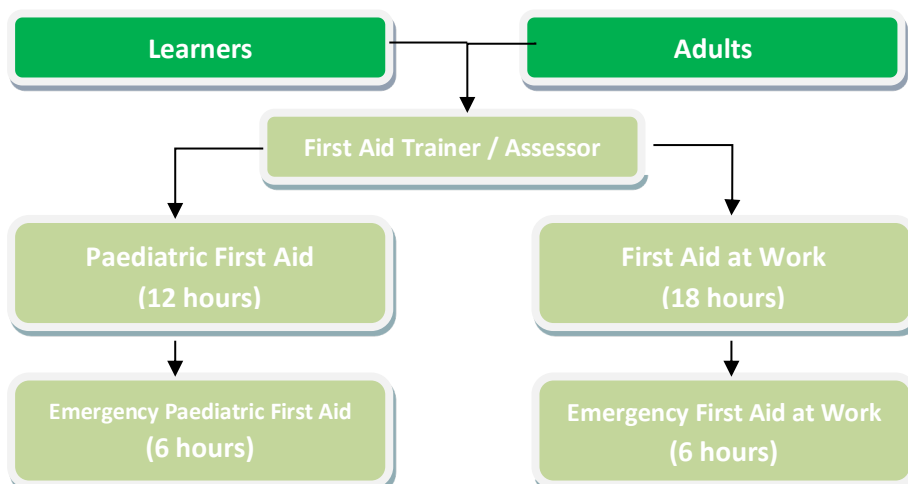 Learners
Adults
First Aid Trainer / Assessor
Paediatric First Aid
(12 hours)
First Aid at Work
(18 hours)
Emergency Paediatric First Aid
(6 hours)
Emergency First Aid at Work
(6 hours)